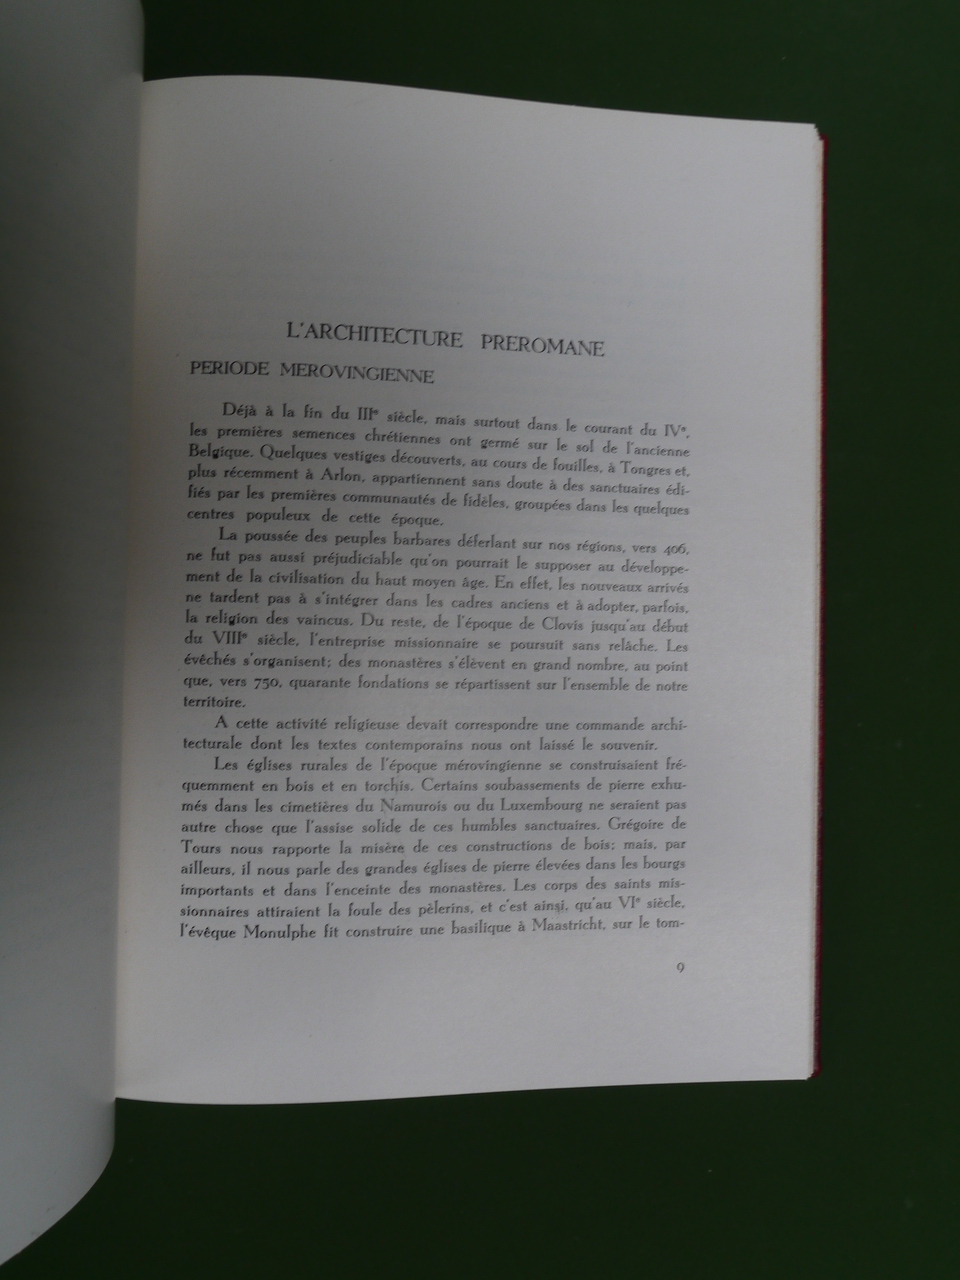 L'ARCHITECTURE PREROMANE
PERIODE MEROVINGIENNE
Déjà à la fin du IIIe siècle, mais surtout dans le courant du IVe,
les premières semences chrétiennes ont germé sur le sol de l'ancienne
Belgique. Quelques vestiges découverts, au cours de fouilles, à Tongres et,
plus récemment à Arlon, appartiennent sans doute à des sanctuaires édi-
fiés par les premières communautés de fidèles, groupées dans les quelques
centres populeux de cette époque.
La poussée des peuples barbares déferlant sur nos régions, vers 406,
ne fut pas aussi préjudiciable qu'on pourrait le supposer au développe-
ment de la civilisation du haut moyen âge. En effet, les nouveaux arrivés
ne tardent pas à s'intégrer dans les cadres anciens et à adopter, parfois,
la religion des vaincus. Du reste, de l'époque de Clovis jusqu'au début
du VIIIe siècle, l'entreprise missionnaire se poursuit sans relâche. Les
évêchés s'organisent; des monastères s'élèvent en grand nombre, au point
que, vers 750, quarante fondations se répartissent sur l'ensemble de notre
territoire.
A cette activité religieuse devait correspondre une commande archi-
tecturale dont les textes contemporains nous ont laissé le souvenir.
Les églises rurales de l'époque mérovingienne se construisaient fré-
quemment en bois et en torchis. Certains soubassements de pierre exhu-
més dans les cimetières du Namurois ou du Luxembourg ne seraient pas
autre chose que l'assise solide de ces humbles sanctuaires. Grégoire de
Tours nous rapporte la misère de ces constructions de bois; mais, par
ailleurs, il nous parle des grandes églises de pierre élevées dans les bourgs
importants et dans l'enceinte des monastères. Les corps des saints mis-
sionnaires attiraient la foule des pèlerins, et c'est ainsi, qu'au VIe siècle,
l'évêque Monulphe fit construire une basilique à Maastricht, sur le tom-
9